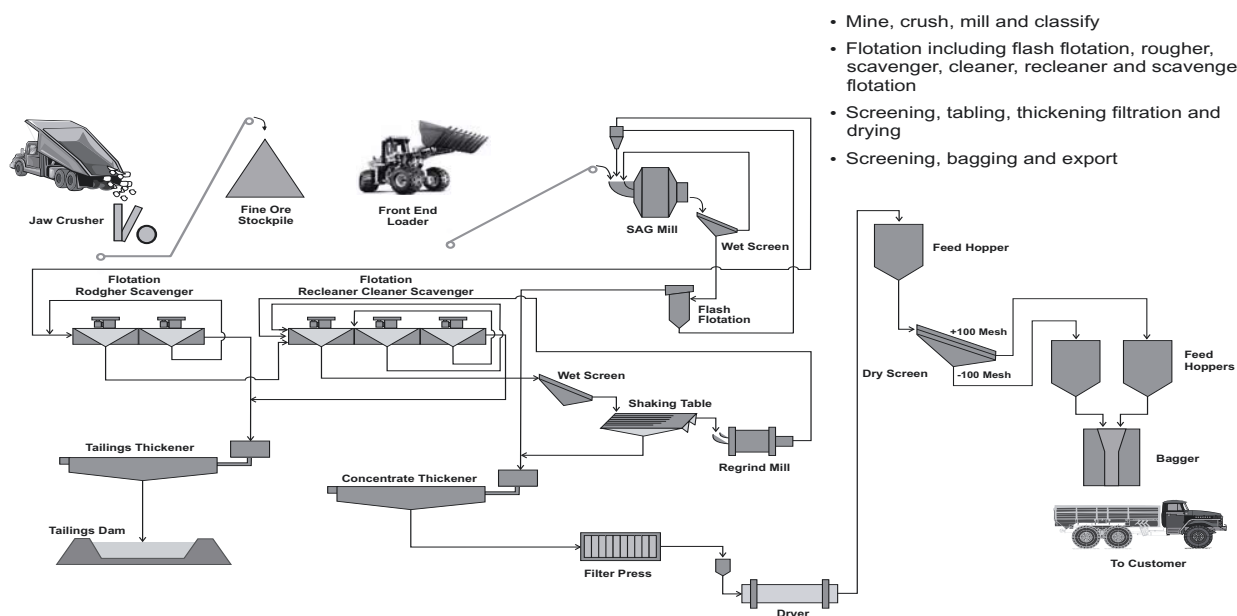 • Mine, crush, mill and classify
• Flotation including flash flotation, rougher,
scavenger, cleaner, recleaner and scavenge
flotation
• Screening, tabling, thickening filtration and
drying
• Screening, bagging and export
Jaw Crusher
Fine Ore
Stockpile
Front End
Loader
SAG Mill
Wet Screen
Feed Hopper
Flotation
Rodgher Scavenger
Flotation
Recleaner Cleaner Scavenger
Flash
Flotation
+100 Mesh
Dry Screen
-100 Mesh
Feed
Hoppers
Wet Screen
Shaking Table
Regrind Mill
Tailings Thickener
Concentrate Thickener
Bagger
Tailings Dam
Filter Press
To Customer
Dryer